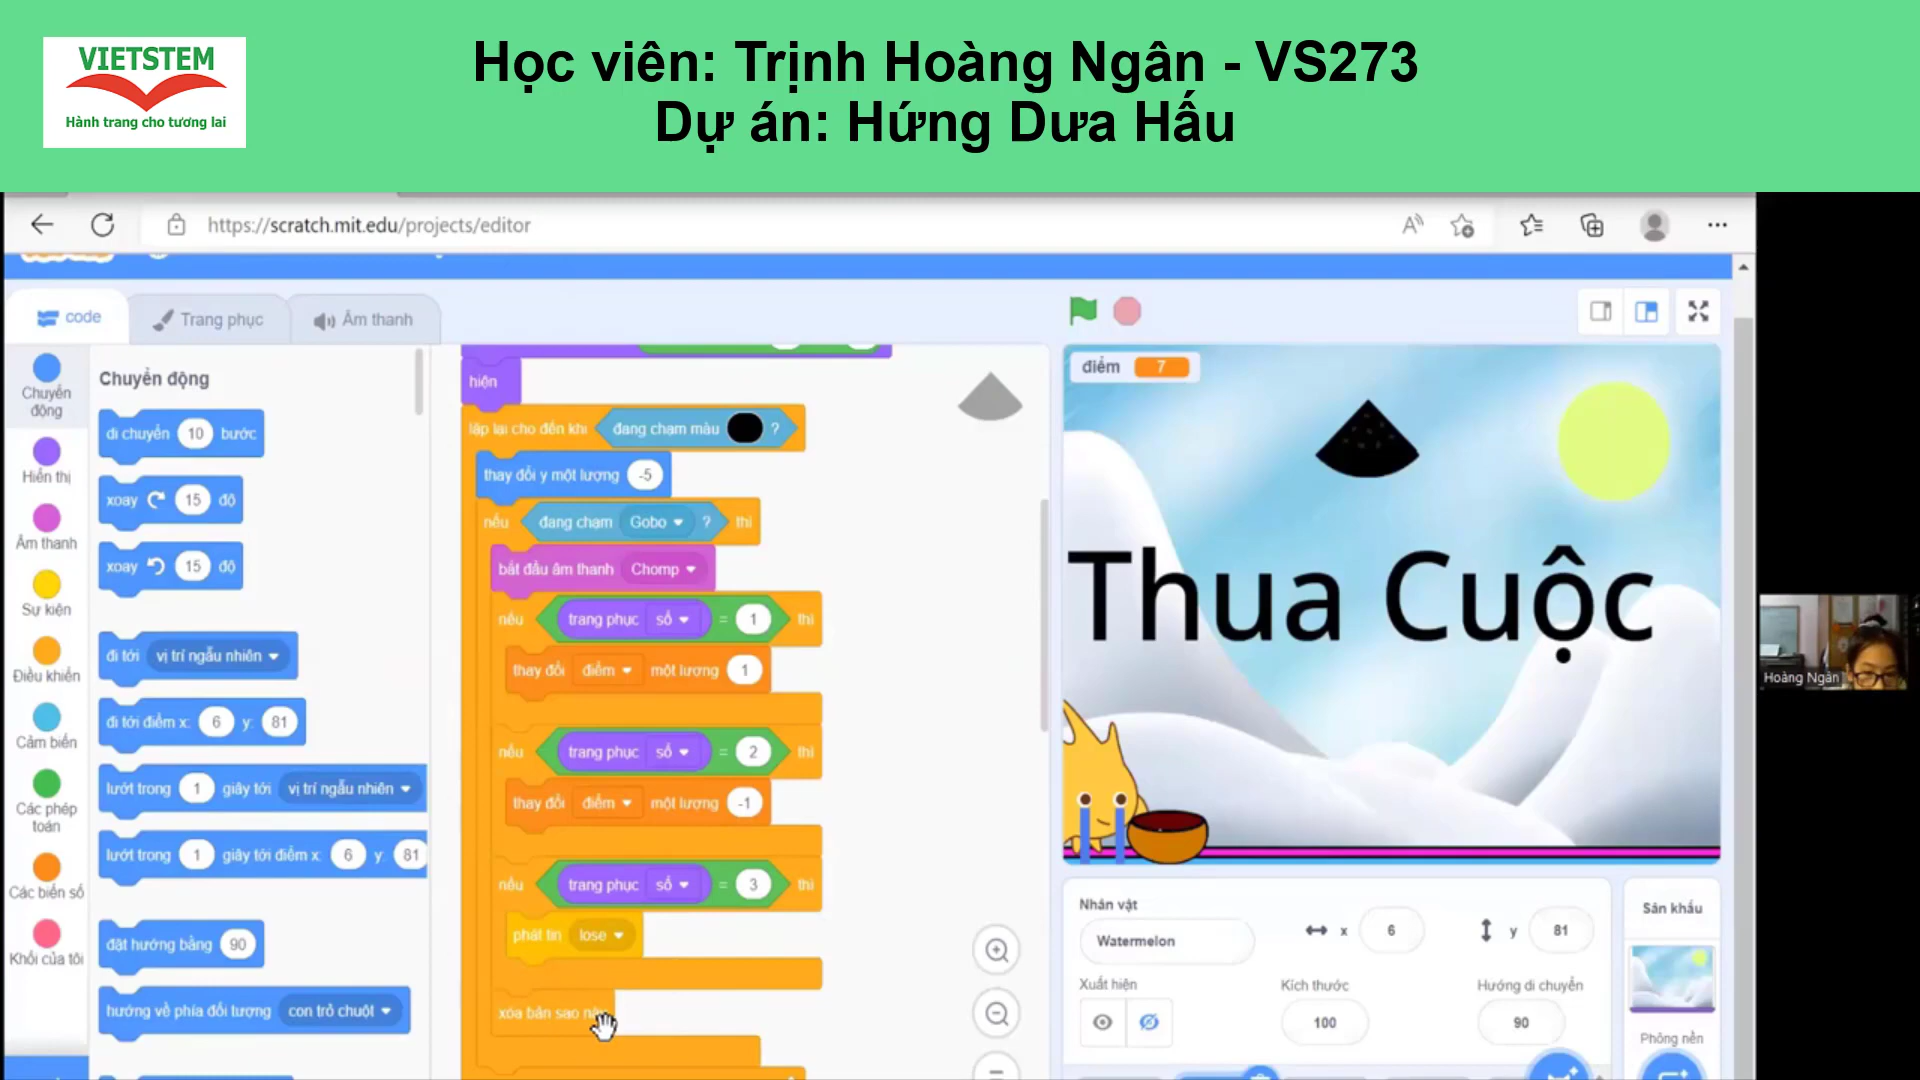 VIETSTEM
Hành trang cho tương lai
Học viên: Trịnh Hoàng Ngân - VS273
Dự án: Hứng Dưa Hấu
https://scratch.mit.edu/projects/editor
code
Trang phục
Âm thanh
Chuyển động
Hiển thị
Âm thanh
Sự kiện
Điều khiển
Cảm biến
Các phép toán
Các biến số
Khối của tôi
Chuyển động
di chuyển 10 bước
xoay 15 độ
xoay 15 độ
đi tới vị trí ngẫu nhiên
đi tới điểm x: 6 y: 81
lướt trong 1 giây tới vị trí ngẫu nhiên
lướt trong 1 giây tới điểm x: 6 y: 81
đặt hướng bằng 90
hướng về phía đối tượng con trỏ chuột
hiện
lặp lại cho đến khi đang chạm màu ?
thay đổi y một lượng -5
nếu đang chạm Gobo ? thì
bắt đầu âm thanh Chomp
nếu trang phục số = 1 thì
thay đổi điểm một lượng 1
nếu trang phục số = 2 thì
thay đổi điểm một lượng -1
nếu trang phục số = 3 thì
phát tin lose
xóa bản sao này
điểm 7
Thua Cuộc
Nhân vật
Watermelon
x 6
y 81
Xuất hiện
Kích thước
100
Hướng di chuyển
90
Sân khấu
Phông nền
Hoàng Ngân